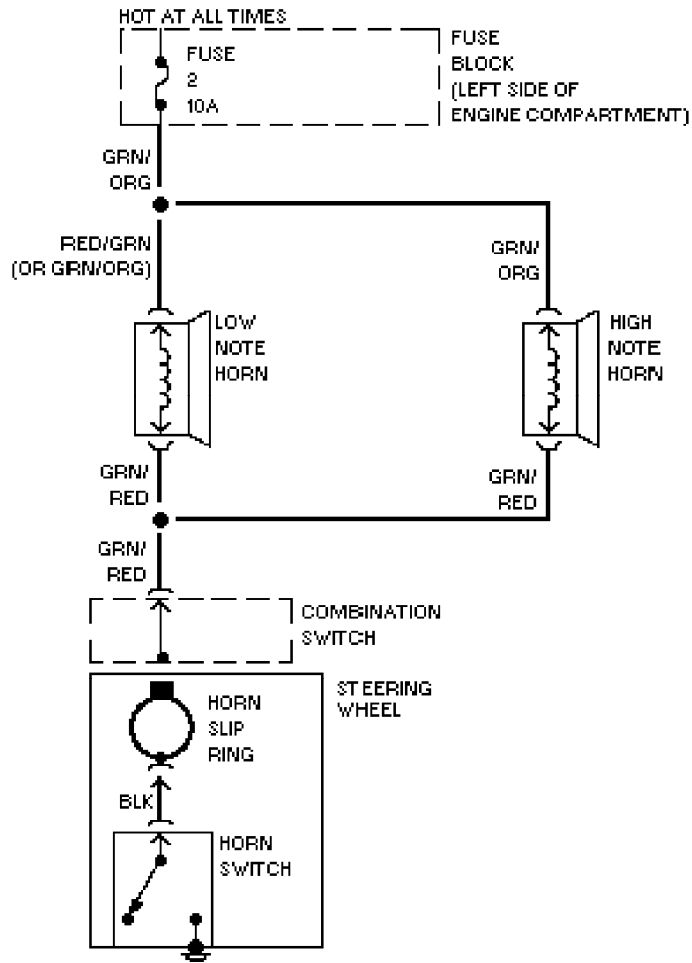 HOT AT ALL TIMES
FUSE
2
10A
FUSE
BLOCK
(LEFT SIDE OF
ENGINE COMPARTMENT)
GRN/
ORG
RED/GRN
(OR GRN/ORG)
GRN/
ORG
LOW
NOTE
HORN
HIGH
NOTE
HORN
GRN/
RED
GRN/
RED
GRN/
RED
COMBINATION
SWITCH
STEERING
WHEEL
HORN
SLIP
RING
BLK
HORN
SWITCH